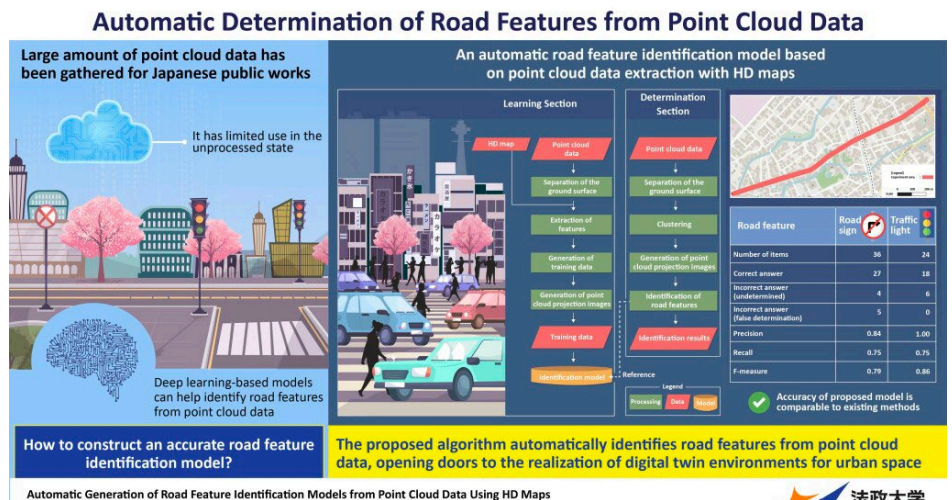 Automatic Determination of Road Features from Point Cloud Data
Large amount of point cloud data has
been gathered for Japanese public works
It has limited use in the
unprocessed state
Deep learning-based models
can help identify road features
from point cloud data
How to construct an accurate road feature
identification model?
An automatic road feature identification model based
on point cloud data extraction with HD maps
Learning Section
HD map
Point cloud
data
Separation of the
ground surface
Extraction of
features
Generation of
training data
Generation of point
cloud projection images
Training data
Identification model
Reference
Determination
Section
Point cloud data
Separation of the
ground surface
Clustering
Generation of point
cloud projection images
Identification of
road features
Identification results
Legend
Processing
Data
Model
カラオケ
カラオケ
Road feature
Road
sign
Traffic
light
Number of items 36 24
Correct answer 27 18
Incorrect answer
(undetermined) 4 6
Incorrect answer
(false determination) 5 0
Precision 0.84 1.00
Recall 0.75 0.75
F-measure 0.79 0.86
Accuracy of proposed model is
comparable to existing methods
The proposed algorithm automatically identifies road features from point cloud
data, opening doors to the realization of digital twin environments for urban space
Automatic Generation of Road Feature Identification Models from Point Cloud Data Using HD Maps
法政大学